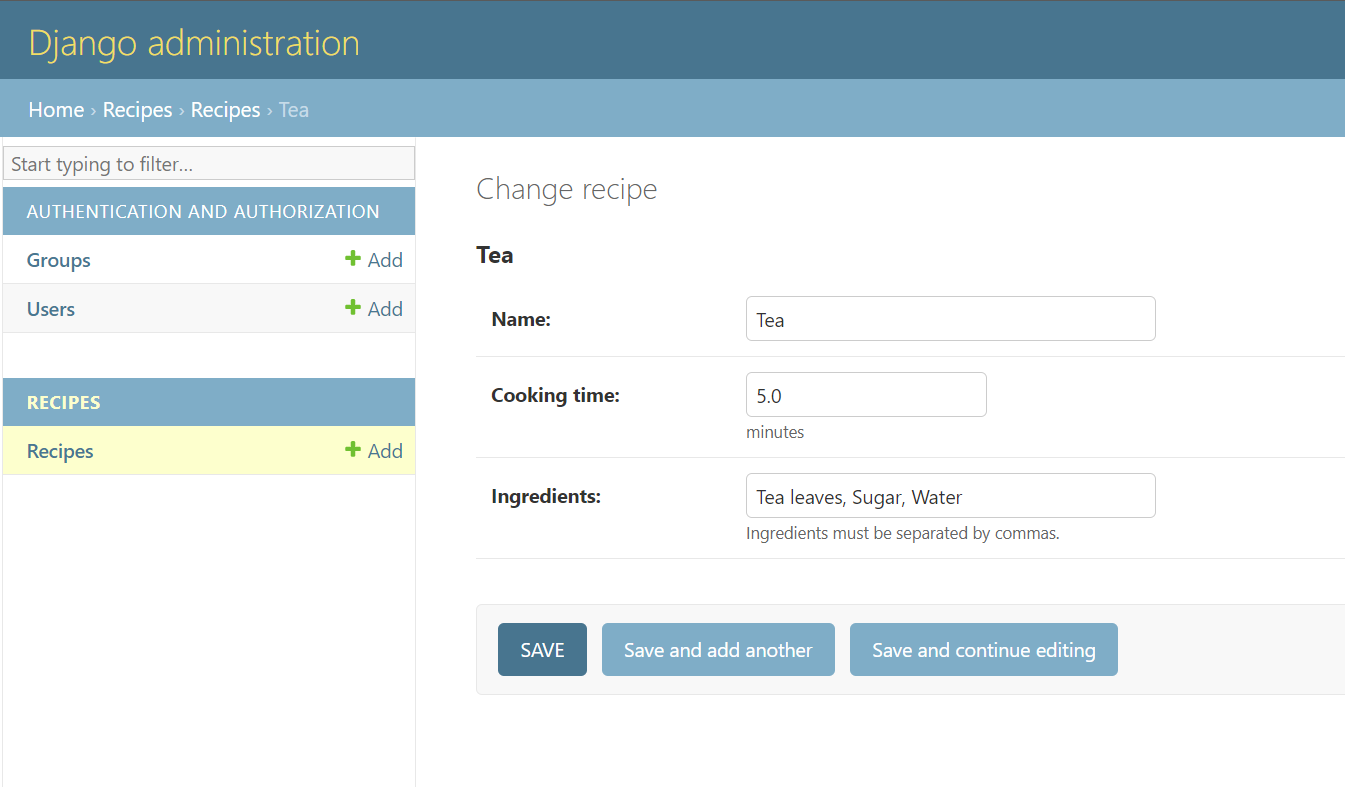 Django administration
Home › Recipes › Recipes › Tea
Start typing to filter...
AUTHENTICATION AND AUTHORIZATION
Groups Add
Users Add
RECIPES
Recipes Add
Change recipe
Tea
Name: Tea
Cooking time: 5.0
minutes
Ingredients: Tea leaves, Sugar, Water
Ingredients must be separated by commas.
SAVE Save and add another Save and continue editing